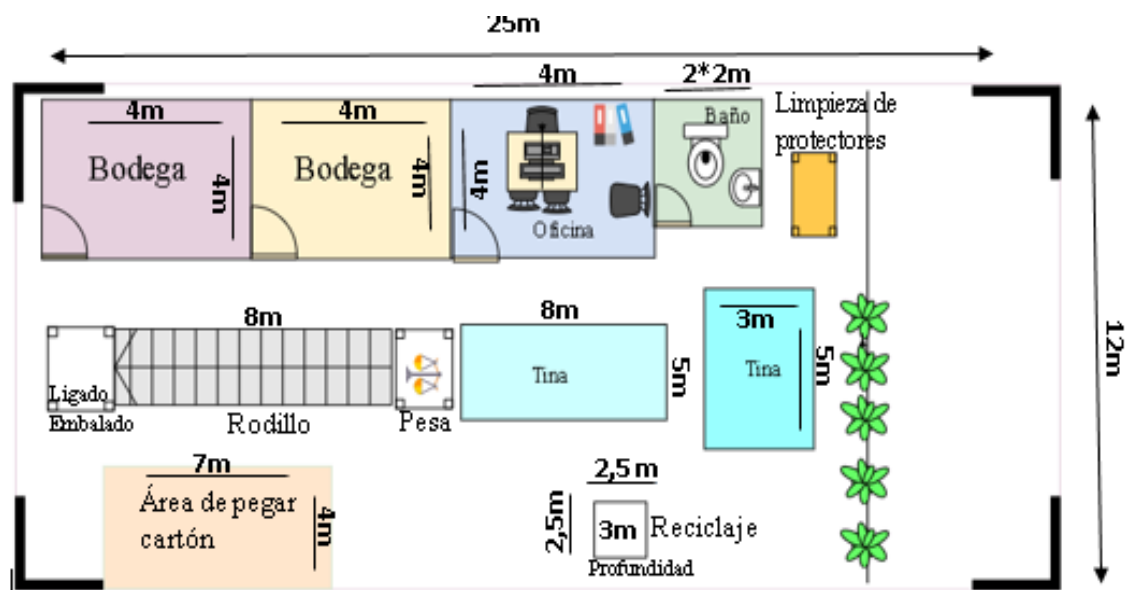 25m
4m
2*2m
4m
4m
Bodega
4m
Bodega
4m
4m
Oficina
Baño
Limpieza de
protectores
12m
8m
Ligado
Embalado
Rodillo
Pesa
8m
Tina
5m
3m
Tina
5m
7m
Área de pegar
cartón
4m
2,5 m
2,5m
3m
Reciclaje
Profundidad